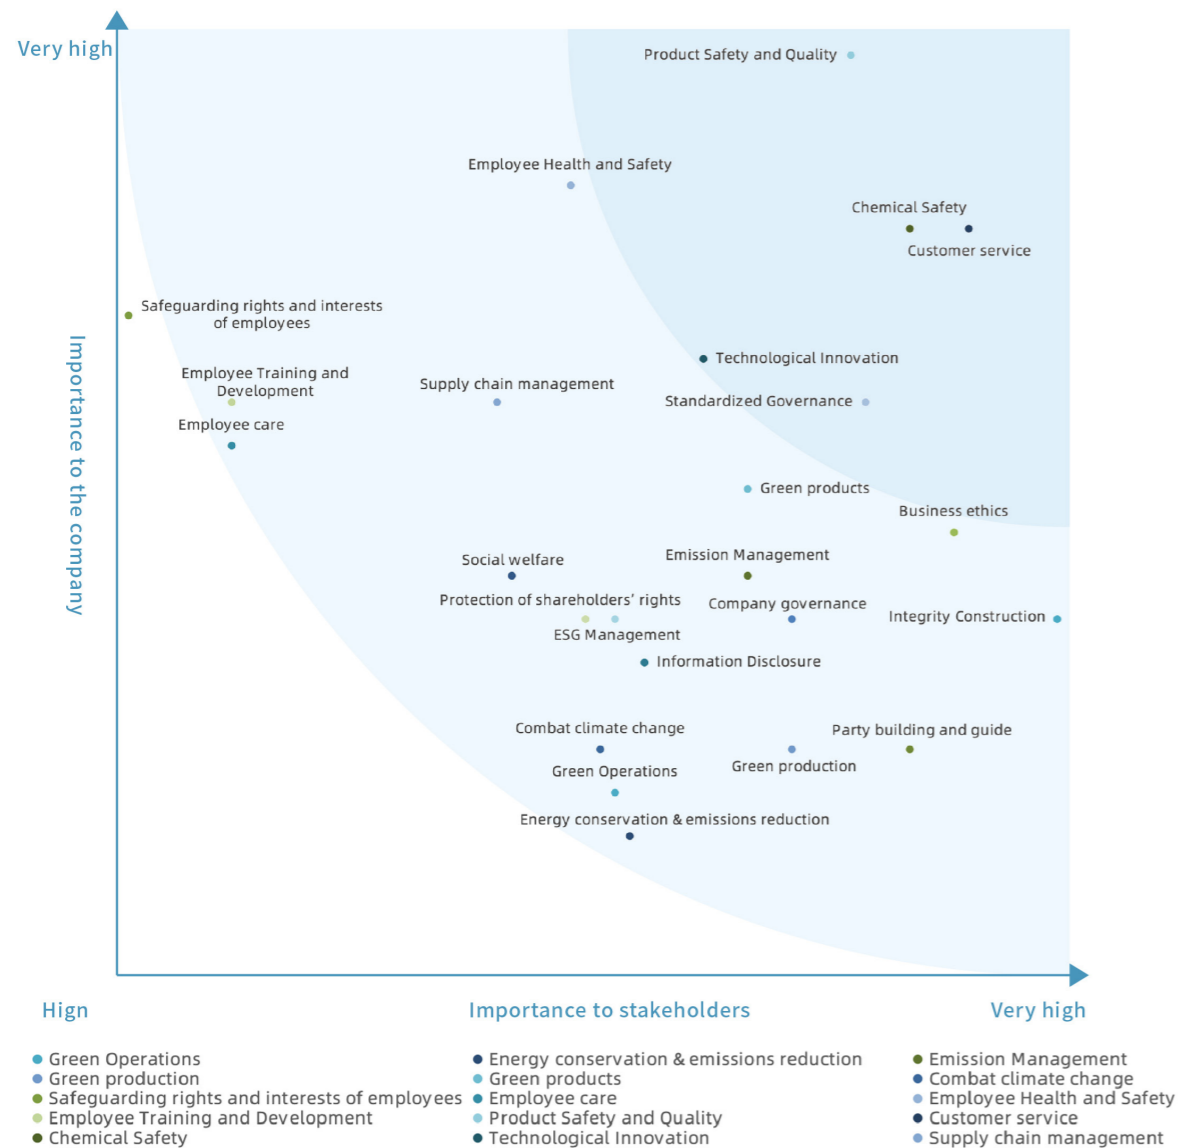 Very high
Product Safety and Quality
Employee Health and Safety
Chemical Safety
Customer service
Safeguarding rights and interests
of employees
Technological Innovation
Employee Training and
Development
Supply chain management
Standardized Governance
Employee care
Importance to the company
Green products
Business ethics
Social welfare
Emission Management
Protection of shareholders' rights
Company governance
Integrity Construction
ESG Management
Information Disclosure
Combat climate change
Party building and guide
Green production
Green Operations
Energy conservation & emissions reduction
Hign
Importance to stakeholders
Very high
Green Operations
Green production
Safeguarding rights and interests of employees
Employee Training and Development
Chemical Safety
Energy conservation & emissions reduction
Green products
Employee care
Product Safety and Quality
Technological Innovation
Emission Management
Combat climate change
Employee Health and Safety
Customer service
Supply chain management